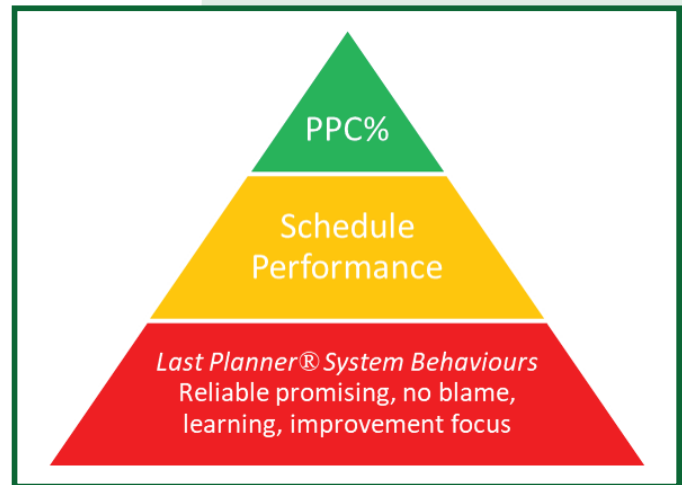 PPC%
Schedule
Performance
Last Planner® System Behaviours
Reliable promising, no blame,
learning, improvement focus